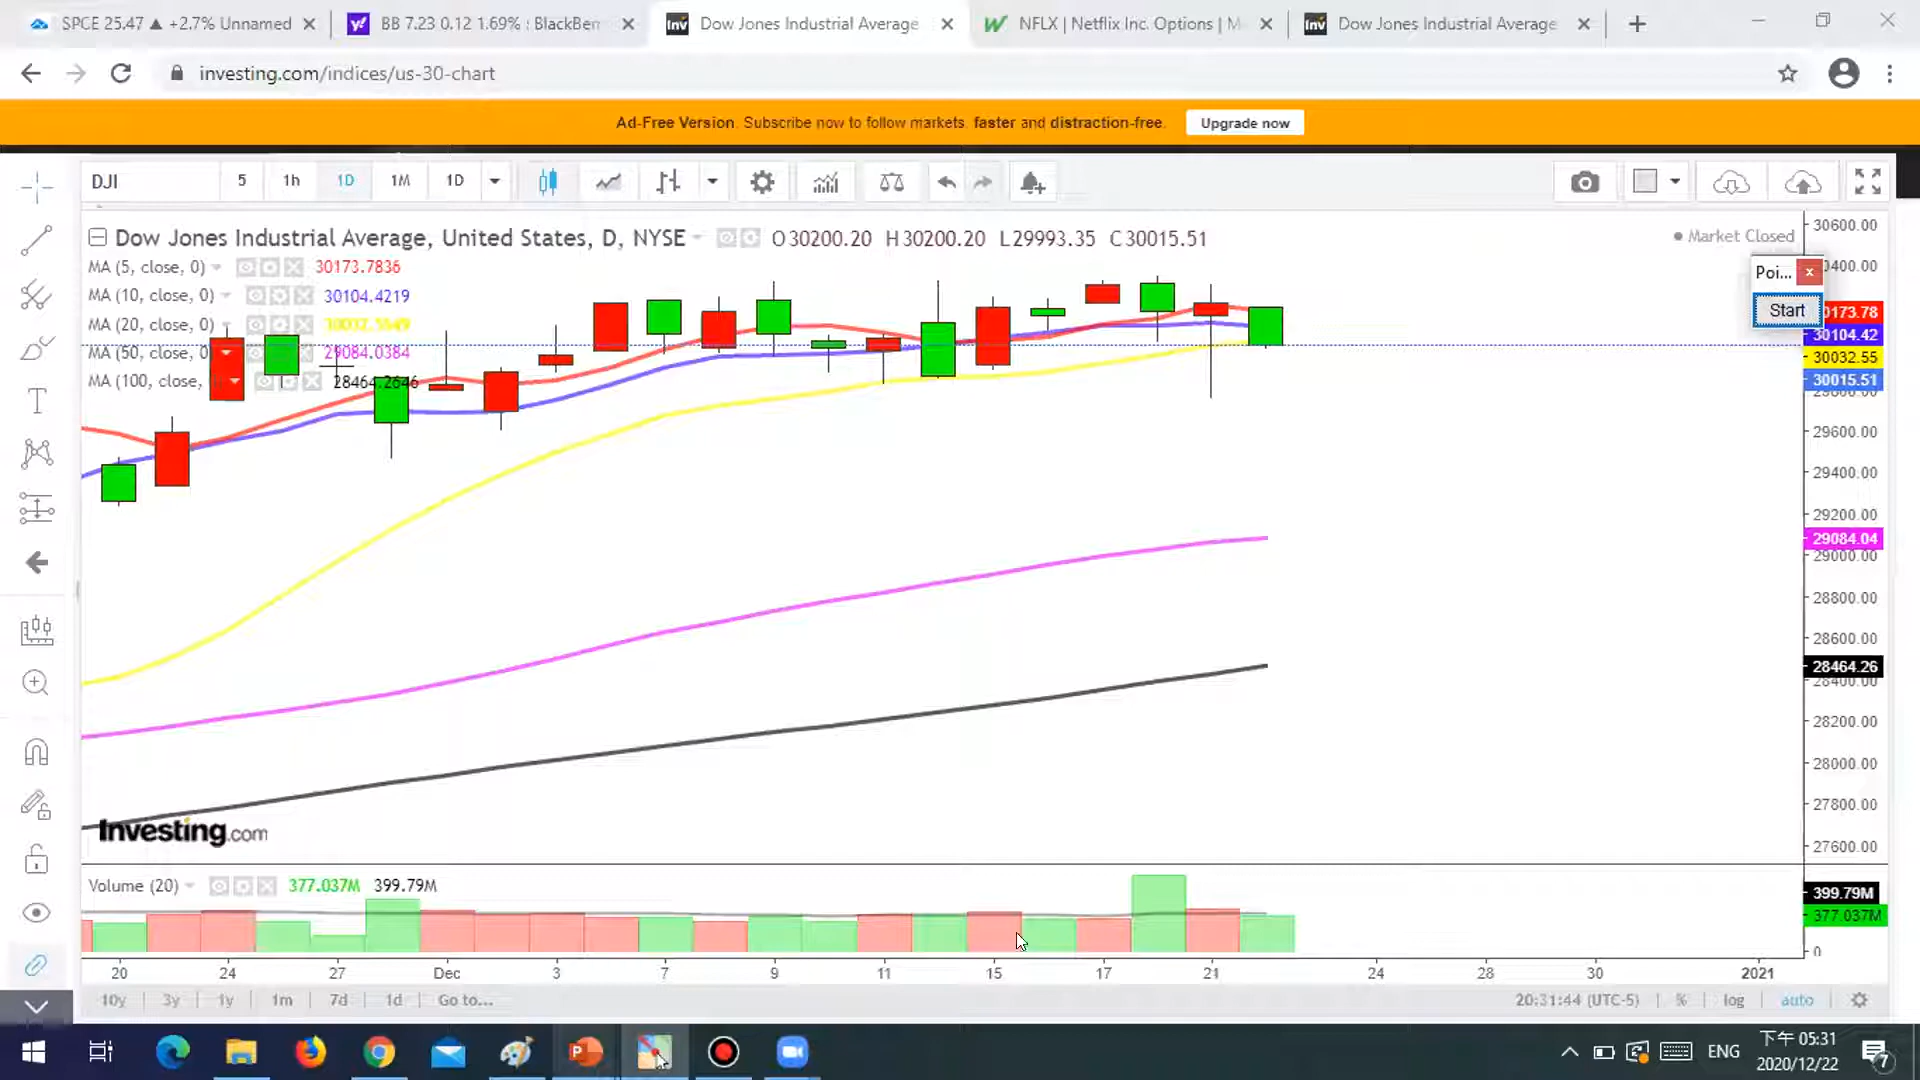 SPCE 25.47 ▲ +2.7% Unnamed
BB 7.23 0.12 1.69% : BlackBer
Dow Jones Industrial Average
NFLX | Netflix Inc. Options | M
Dow Jones Industrial Average
investing.com/indices/us-30-chart
Ad-Free Version. Subscribe now to follow markets, faster and distraction-free. Upgrade now
DJI 5 1h 1D 1M 1D
Dow Jones Industrial Average, United States, D, NYSE O30200.20 H30200.20 L29993.35 C30015.51
Market Closed
MA (5, close, 0) 30173.7836
MA (10, close, 0) 30104.4219
MA (20, close, 0)
MA (50, close, 0) 29084.0384
MA (100, close, 28464.2646
Poi...
Start
30600.00
30104.42
30032.55
30015.51
29600.00
29400.00
29200.00
29084.04
29000.00
28800.00
28600.00
28464.26
28400.00
28200.00
28000.00
27800.00
27600.00
Investing.com
Volume (20) 377.037M 399.79M
399.79M
377.037M
0
20 24 27 Dec 3 7 9 11 15 17 21 24 28 30 2021
10y 3y 1y 1m 7d 1d Go to... 20:31:44 (UTC-5) % log auto
ENG
下午 05:31
2020/12/22
7